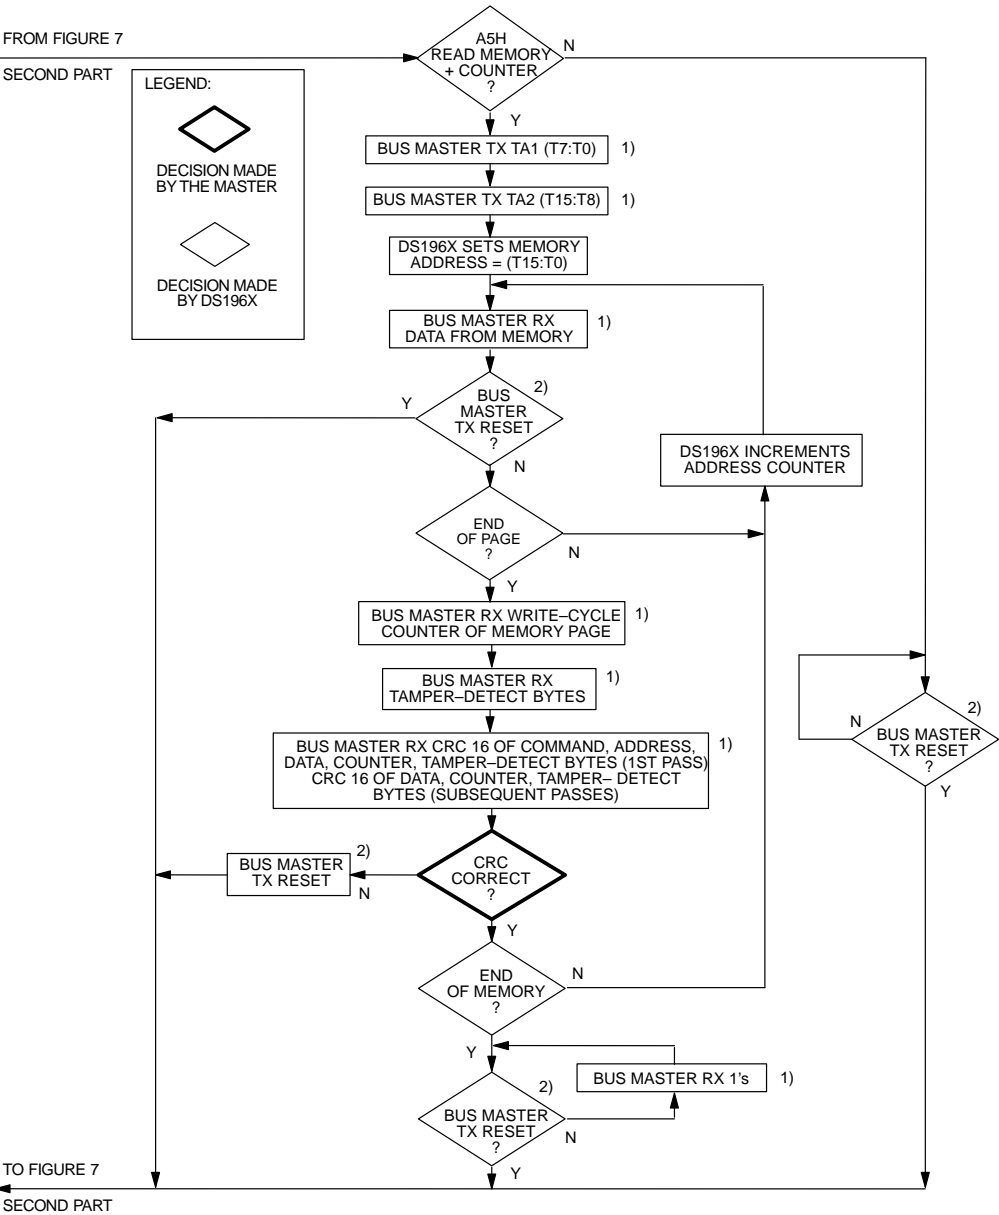 FROM FIGURE 7
SECOND PART
A5H
READ MEMORY
+ COUNTER
?
N
Y
LEGEND:
DECISION MADE
BY THE MASTER
DECISION MADE
BY DS196X
BUS MASTER TX TA1 (T7:T0)
1)
BUS MASTER TX TA2 (T15:T8)
1)
DS196X SETS MEMORY
ADDRESS = (T15:T0)
BUS MASTER RX
DATA FROM MEMORY
1)
BUS
MASTER
TX RESET
?
2)
Y
N
DS196X INCREMENTS
ADDRESS COUNTER
END
OF PAGE
?
N
Y
BUS MASTER RX WRITE–CYCLE
COUNTER OF MEMORY PAGE
1)
BUS MASTER RX
TAMPER–DETECT BYTES
1)
BUS MASTER RX CRC 16 OF COMMAND, ADDRESS,
DATA, COUNTER, TAMPER–DETECT BYTES (1ST PASS)
CRC 16 OF DATA, COUNTER, TAMPER– DETECT
BYTES (SUBSEQUENT PASSES)
1)
N
BUS MASTER
TX RESET
?
2)
Y
CRC
CORRECT
?
N
Y
BUS MASTER
TX RESET
2)
END
OF MEMORY
?
N
Y
BUS MASTER RX 1's
1)
BUS MASTER
TX RESET
?
2)
N
Y
TO FIGURE 7
SECOND PART